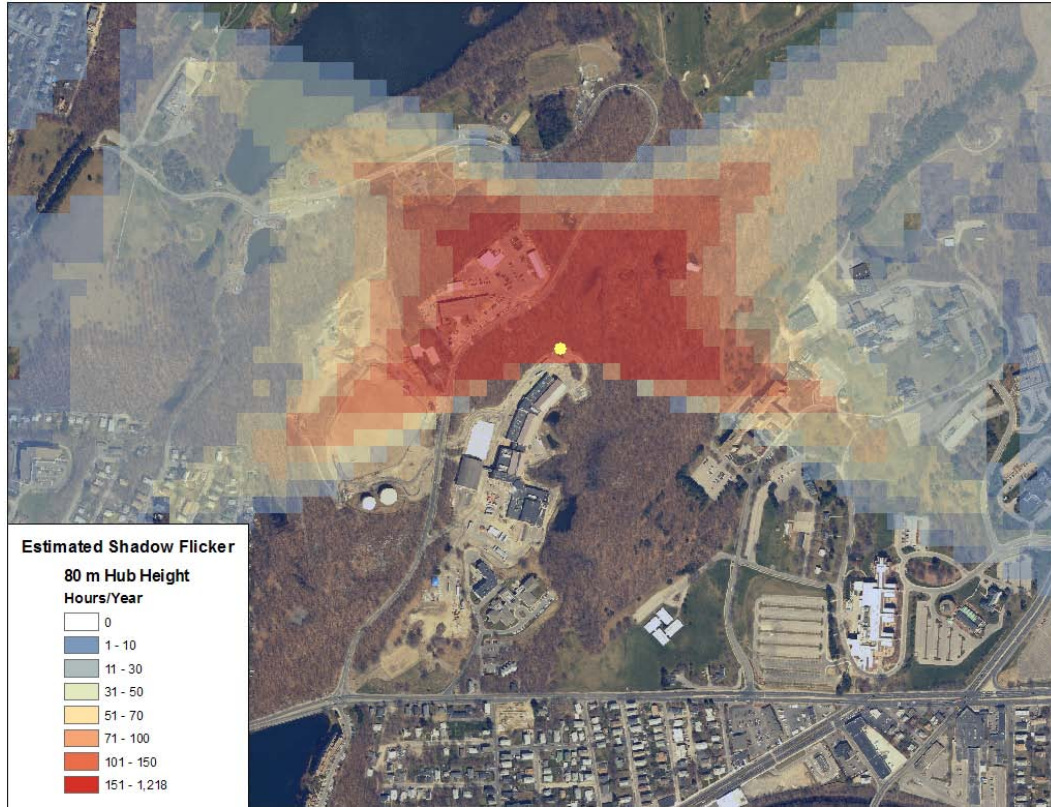 Estimated Shadow Flicker
80 m Hub Height
Hours/Year
0
1 - 10
11 - 30
31 - 50
51 - 70
71 - 100
101 - 150
151 - 1,218